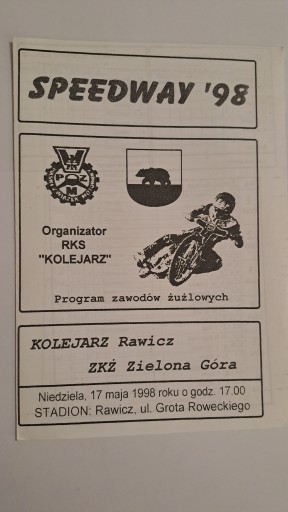 SPEEDWAY '98
PZM
Organizator
RKS
"KOLEJARZ"
Program zawodów żużlowych
KOLEJARZ Rawicz
ZKŻ Zielona Góra
Niedziela, 17 maja 1998 roku o godz. 17.00
STADION: Rawicz, ul. Grota Roweckiego